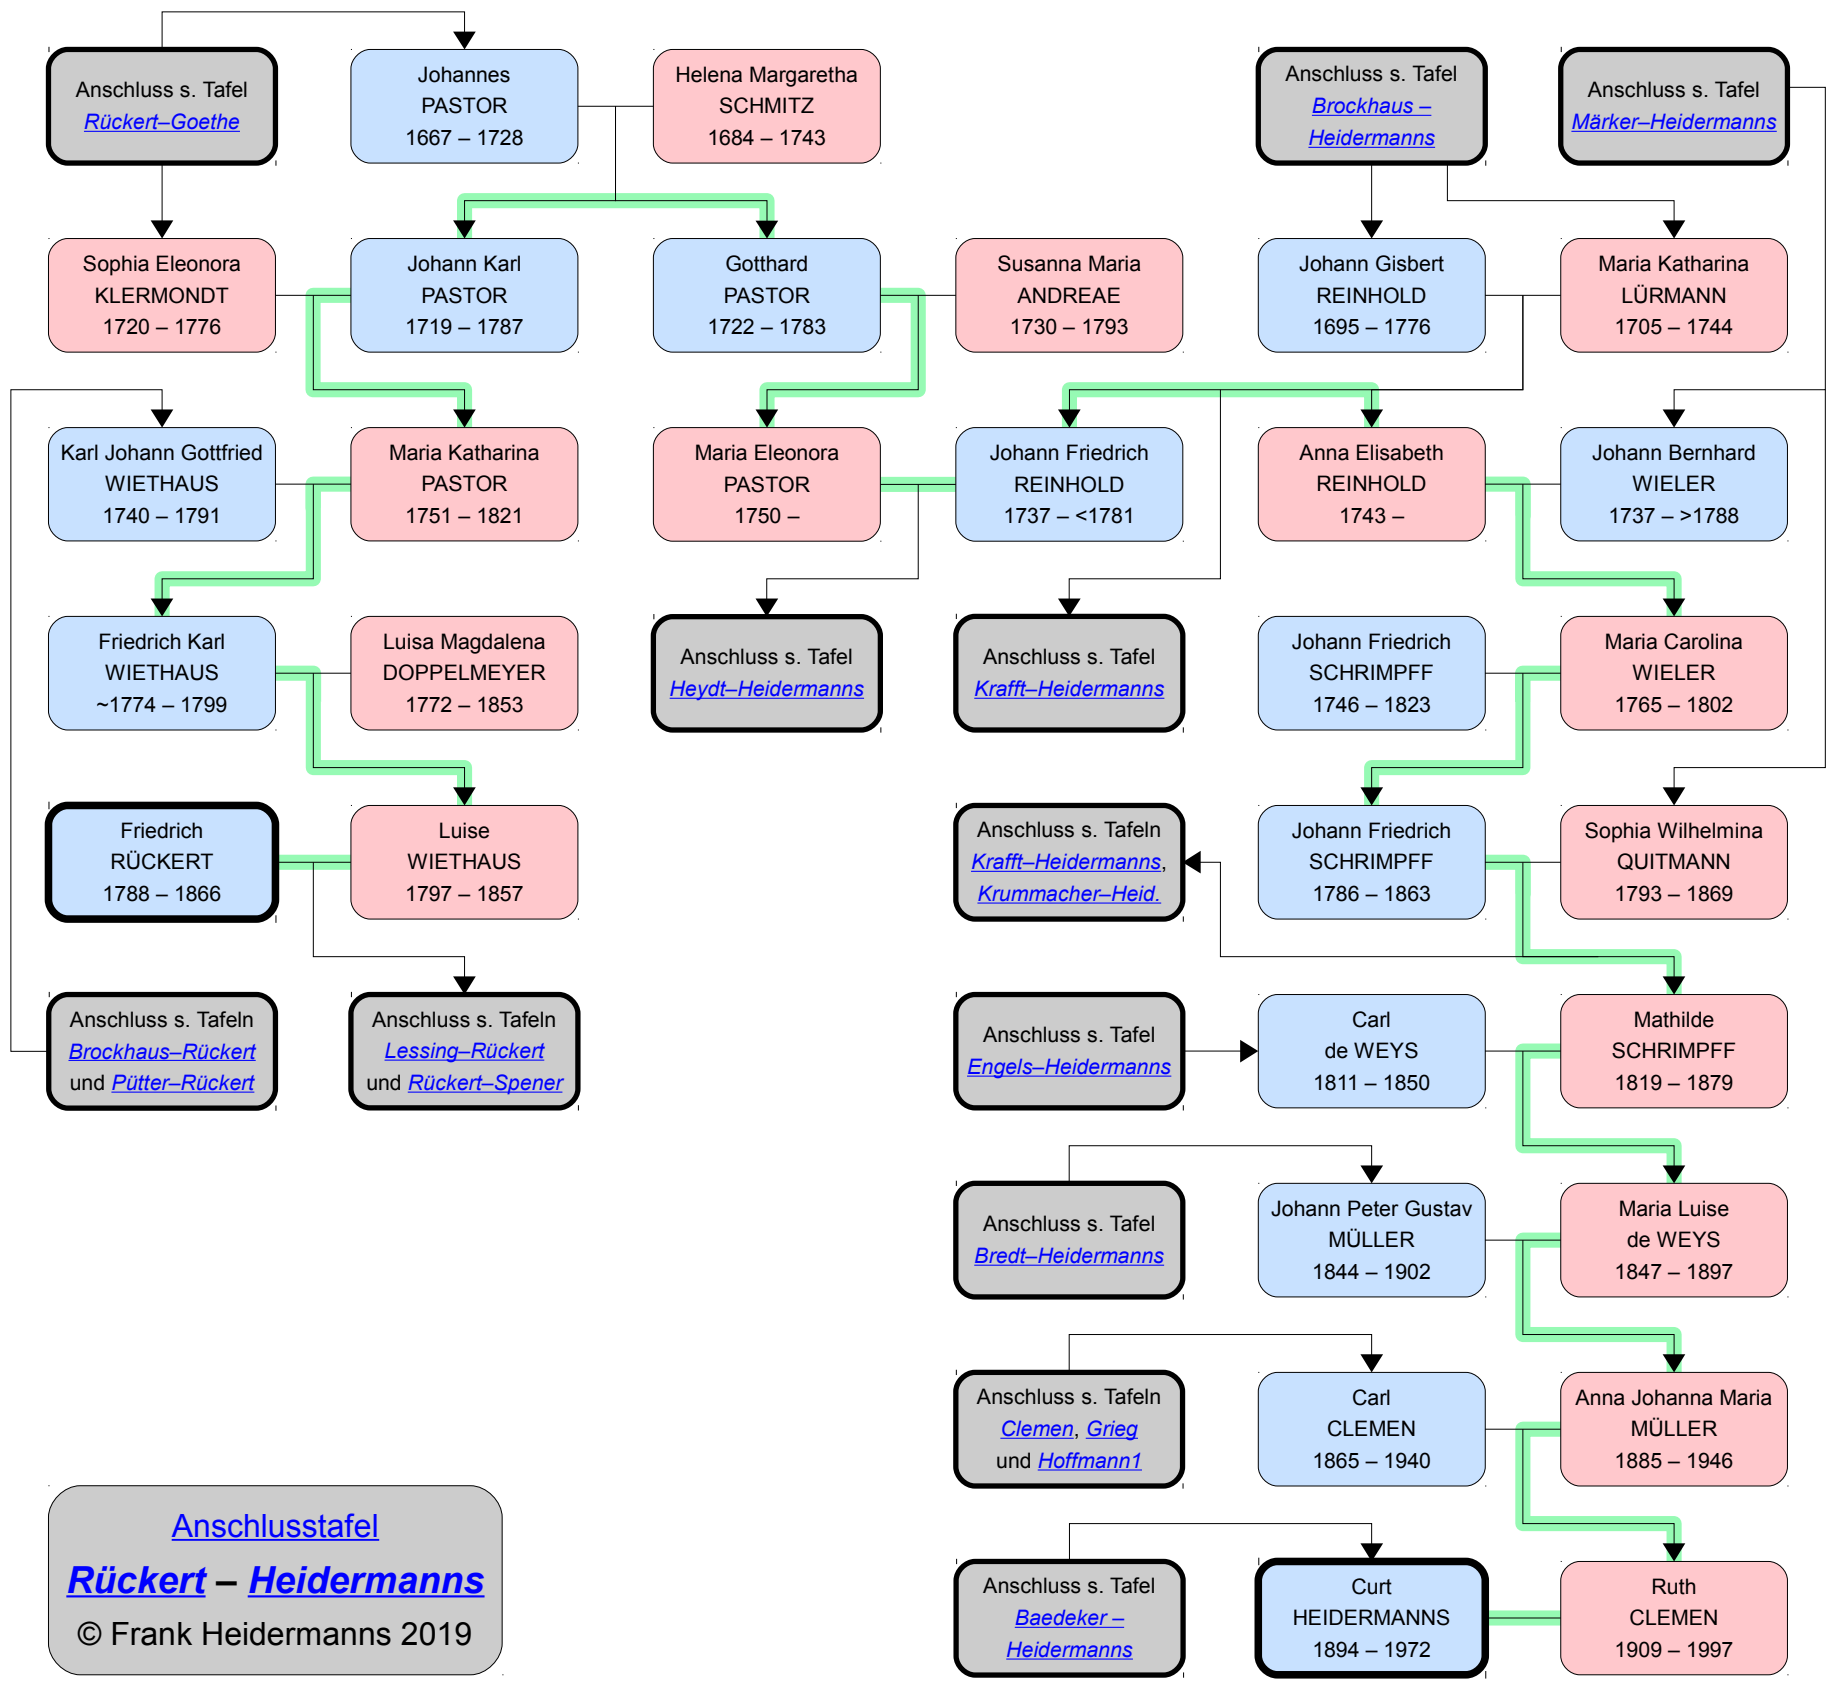 Anschluss s. Tafel
Rückert–Goethe
Johannes
PASTOR
1667 – 1728
Helena Margaretha
SCHMITZ
1684 – 1743
Anschluss s. Tafel
Brockhaus –
Heidermanns
Anschluss s. Tafel
Märker–Heidermanns
Sophia Eleonora
KLERMONDT
1720 – 1776
Johann Karl
PASTOR
1719 – 1787
Gotthard
PASTOR
1722 – 1783
Susanna Maria
ANDREAE
1730 – 1793
Johann Gisbert
REINHOLD
1695 – 1776
Maria Katharina
LÜRMANN
1705 – 1744
Karl Johann Gottfried
WIETHAUS
1740 – 1791
Maria Katharina
PASTOR
1751 – 1821
Maria Eleonora
PASTOR
1750 –
Johann Friedrich
REINHOLD
1737 – <1781
Anna Elisabeth
REINHOLD
1743 –
Johann Bernhard
WIELER
1737 – >1788
Friedrich Karl
WIETHAUS
~1774 – 1799
Luisa Magdalena
DOPPELMEYER
1772 – 1853
Anschluss s. Tafel
Heydt–Heidermanns
Anschluss s. Tafel
Krafft–Heidermanns
Johann Friedrich
SCHRIMPFF
1746 – 1823
Maria Carolina
WIELER
1765 – 1802
Friedrich
RÜCKERT
1788 – 1866
Luise
WIETHAUS
1797 – 1857
Anschluss s. Tafeln
Krafft–Heidermanns,
Krummacher–Heid.
Johann Friedrich
SCHRIMPFF
1786 – 1863
Sophia Wilhelmina
QUITMANN
1793 – 1869
Anschluss s. Tafeln
Brockhaus–Rückert
und Pütter–Rückert
Anschluss s. Tafeln
Lessing–Rückert
und Rückert–Spener
Anschluss s. Tafel
Engels–Heidermanns
Carl
de WEYS
1811 – 1850
Mathilde
SCHRIMPFF
1819 – 1879
Anschluss s. Tafel
Bredt–Heidermanns
Johann Peter Gustav
MÜLLER
1844 – 1902
Maria Luise
de WEYS
1847 – 1897
Anschluss s. Tafeln
Clemen, Grieg
und Hoffmann1
Carl
CLEMEN
1865 – 1940
Anna Johanna Maria
MÜLLER
1885 – 1946
Anschlusstafel
Rückert – Heidermanns
© Frank Heidermanns 2019
Anschluss s. Tafel
Baedeker –
Heidermanns
Curt
HEIDERMANNS
1894 – 1972
Ruth
CLEMEN
1909 – 1997